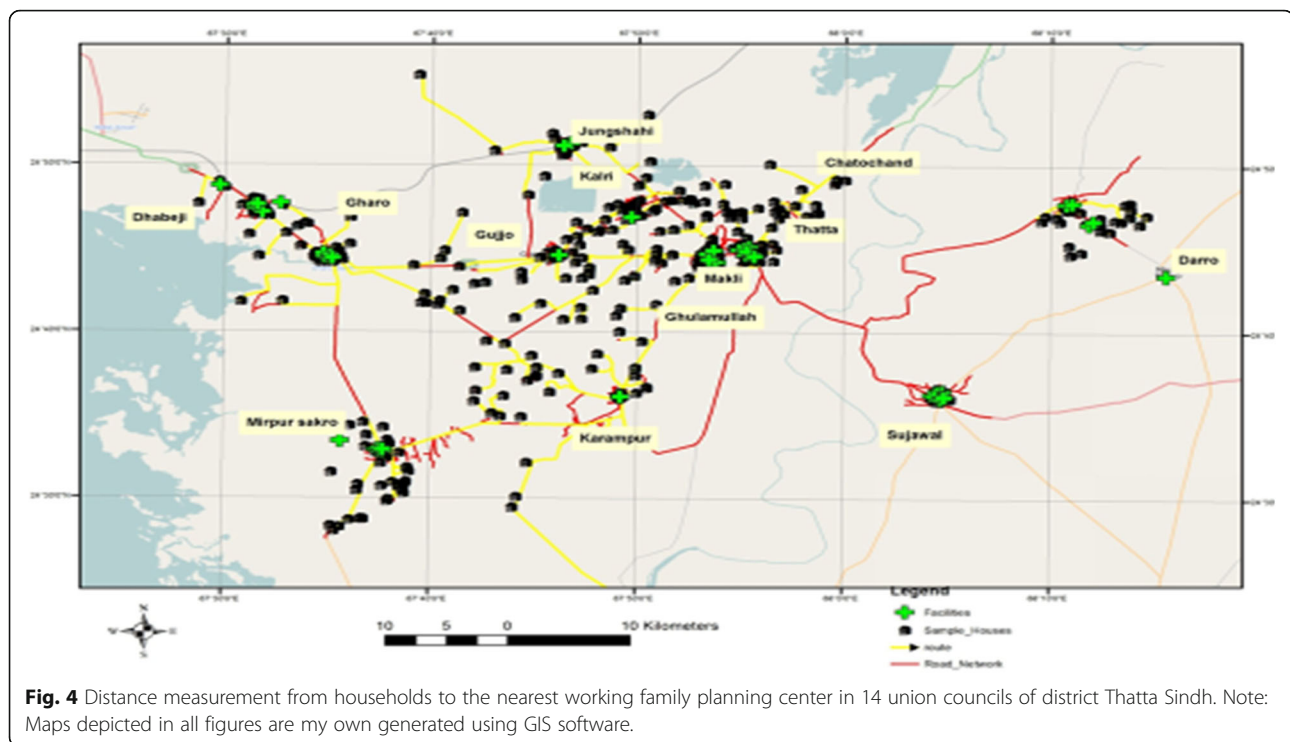 Jungshahi
Chatochand
Kalri
Dhabeji
Gharo
Gujjo
Thatta
Makli
Darro
Ghulamullah
Mirpur sakro
Karampur
Sujawal
10 5 0 10 Kilometers
Legend
Facilities
Sample_Houses
route
Road_Network
Fig. 4 Distance measurement from households to the nearest working family planning center in 14 union councils of district Thatta Sindh. Note:
Maps depicted in all figures are my own generated using GIS software.